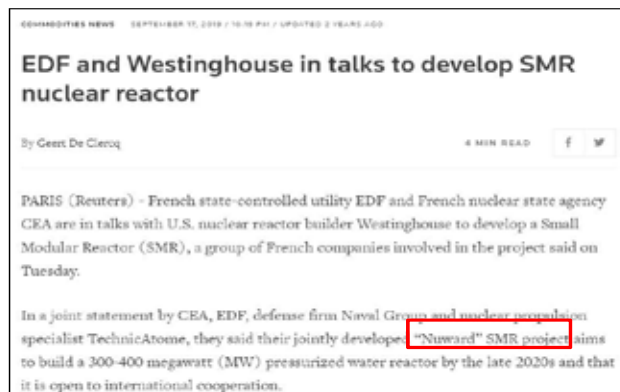 COMMODITIES NEWS SEPTEMBER 17, 2019 / 10:19 PM / UPDATED 2 YEARS AGO
EDF and Westinghouse in talks to develop SMR
nuclear reactor
By Geert De Clercq 4 MIN READ
PARIS (Reuters) - French state-controlled utility EDF and French nuclear state agency
CEA are in talks with U.S. nuclear reactor builder Westinghouse to develop a Small
Modular Reactor (SMR), a group of French companies involved in the project said on
Tuesday.
In a joint statement by CEA, EDF, defense firm Naval Group and nuclear propulsion
specialist TechnicAtome, they said their jointly developed “Nuward” SMR project aims
to build a 300-400 megawatt (MW) pressurized water reactor by the late 2020s and that
it is open to international cooperation.